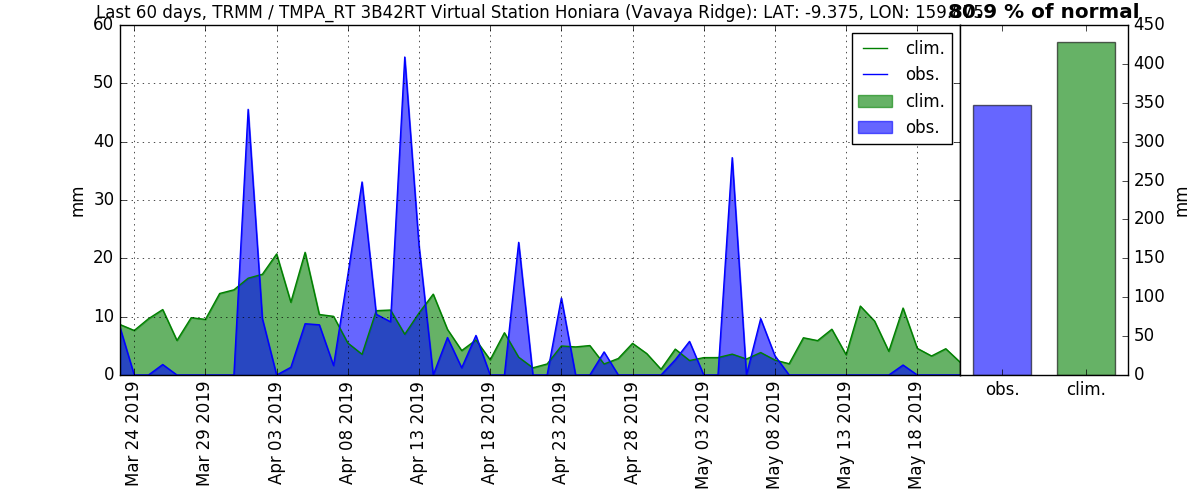 Last 60 days, TRMM / TMPA_RT 3B42RT Virtual Station Honiara (Vavaya Ridge): LAT: -9.375, LON: 159.875
80.9 % of normal
60
50
40
30
20
10
0
mm
clim.
obs.
clim.
obs.
450
400
350
300
250
200
150
100
50
0
mm
obs.
clim.
Mar 24 2019
Mar 29 2019
Apr 03 2019
Apr 08 2019
Apr 13 2019
Apr 18 2019
Apr 23 2019
Apr 28 2019
May 03 2019
May 08 2019
May 13 2019
May 18 2019